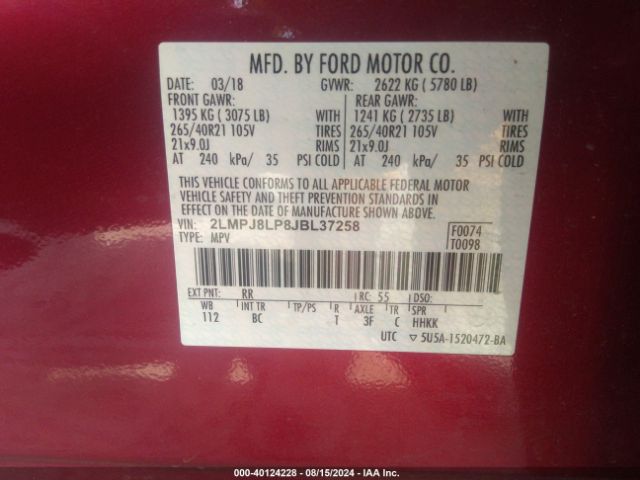 MFD. BY FORD MOTOR CO.
DATE: 03/18 GVWR: 2622 KG ( 5780 LB)
FRONT GAWR: REAR GAWR:
1395 KG ( 3075 LB) WITH 1241 KG ( 2735 LB) WITH
265/40R21 105V TIRES 265/40R21 105V TIRES
21x9.0J RIMS 21x9.0J RIMS
AT 240 kPa/ 35 PSI COLD AT 240 kPa/ 35 PSI COLD
THIS VEHICLE CONFORMS TO ALL APPLICABLE FEDERAL MOTOR
VEHICLE SAFETY AND THEFT PREVENTION STANDARDS IN
EFFECT ON THE DATE OF MANUFACTURE SHOWN ABOVE.
VIN: 2LMPJ8LP8JBL37258 F0074
TYPE: MPV T0098
EXT PNT: RR RC: 55 DSO:
WB INT TR TP/PS R AXLE TR SPR
112 BC T 3F C HHKK
UTC ▽ 5U5A-1520472-BA
000-40124228 - 08/15/2024 - IAA Inc.